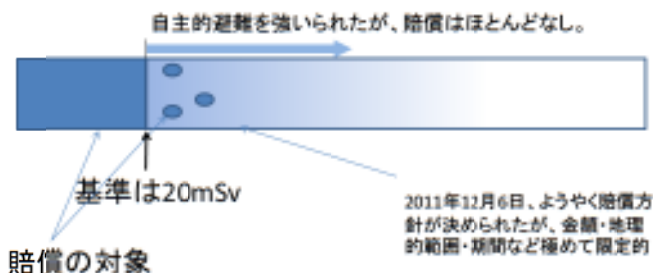 自主的避難を強いられたが、賠償はほとんどなし。
基準は20mSv
2011年12月6日、ようやく賠償方
針が決められたが、金額・地理
的範囲・期間など極めて限定的
賠償の対象